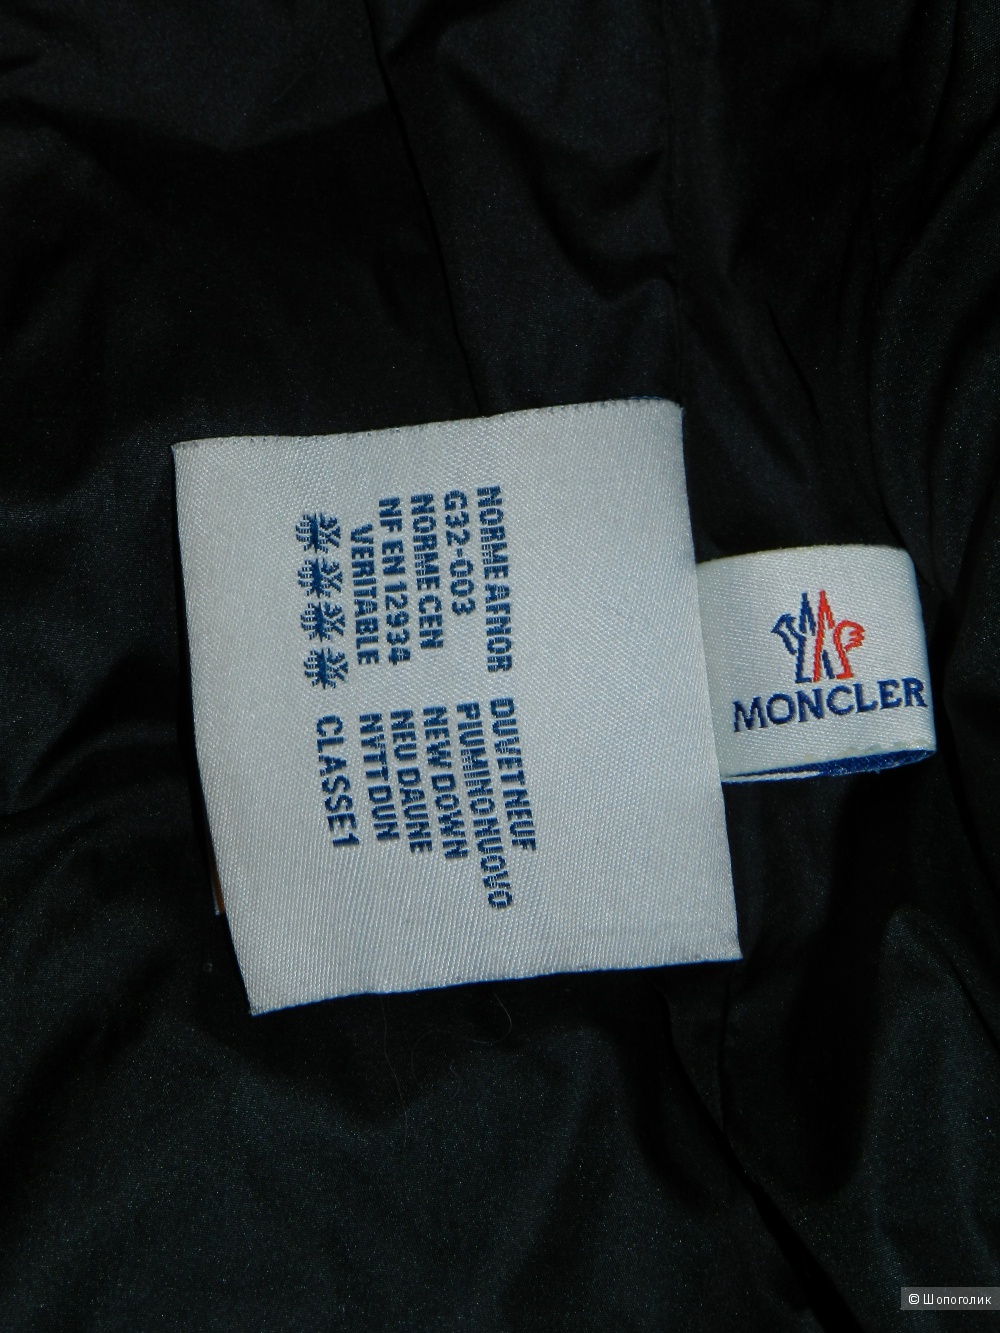 NORME AFNOR
G32-003
NORME CEN
NF EN 12934
VERITABLE
DUVET NEUF
PIUMINO NUOVO
NEW DOWN
NEU DAUNE
NYTT DUN
CLASSE1
MONCLER
© Шопоголик